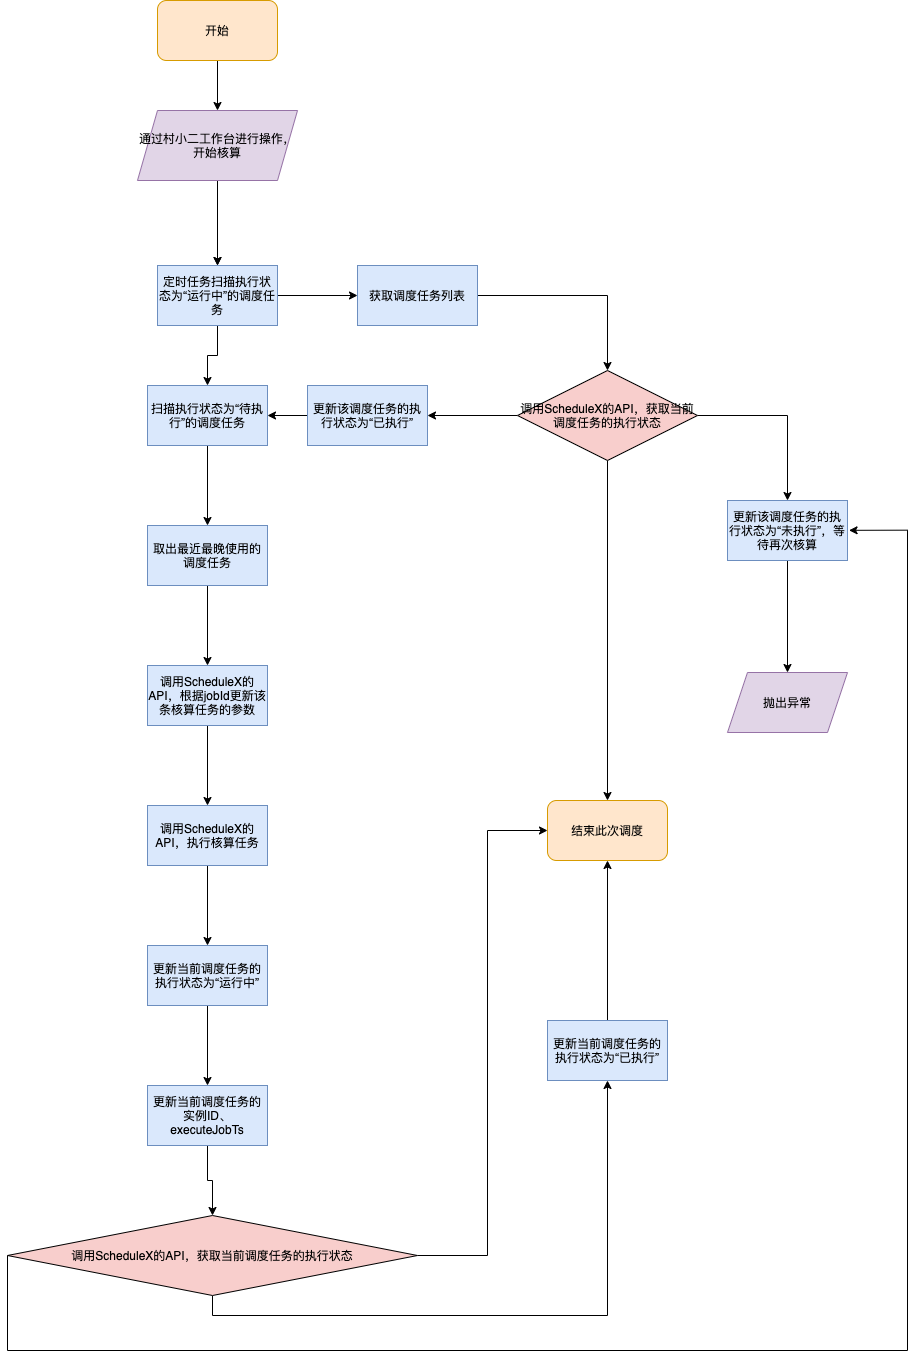 开始
通过村小二工作台进行操作，
开始核算
定时任务扫描执行状
态为“运行中”的调度任
务
获取调度任务列表
扫描执行状态为“待执
行”的调度任务
更新该调度任务的执
行状态为“已执行”
调用ScheduleX的API，获取当前
调度任务的执行状态
更新该调度任务的执
行状态为“未执行”，等
待再次核算
取出最近最晚使用的
调度任务
调用ScheduleX的
API，根据jobId更新该
条核算任务的参数
抛出异常
调用ScheduleX的
API，执行核算任务
结束此次调度
更新当前调度任务的
执行状态为“运行中”
更新当前调度任务的
执行状态为“已执行”
更新当前调度任务的
实例ID、
executeJobTs
调用ScheduleX的API，获取当前调度任务的执行状态